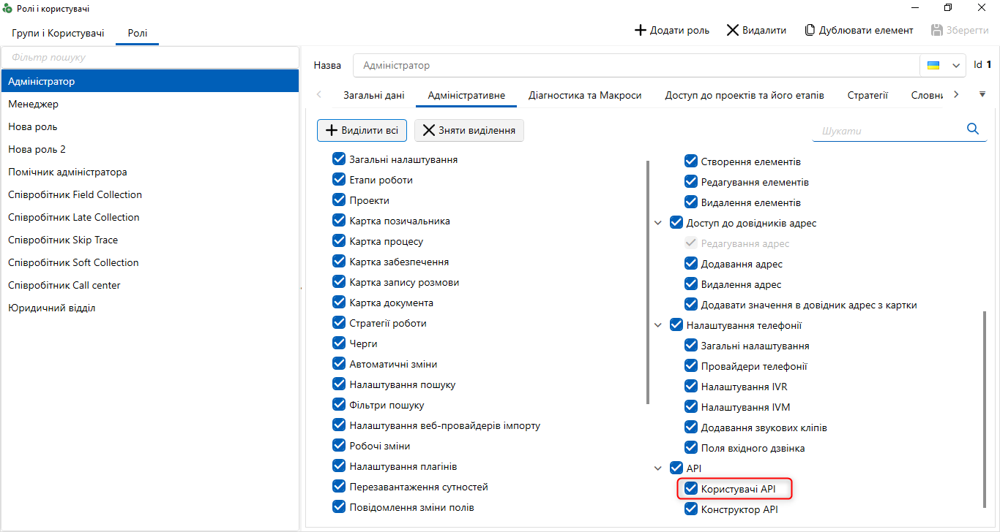 Ролі і користувачі
Групи і Користувачі
Ролі
Додати роль
Видалити
Дублювати елемент
Зберегти
Фільтр пошуку
Адміністратор
Менеджер
Нова роль
Нова роль 2
Помічник адміністратора
Співробітник Field Collection
Співробітник Late Collection
Співробітник Skip Trace
Співробітник Soft Collection
Співробітник Call center
Юридичний відділ
Назва
Адміністратор
Id 1
Загальні дані
Адміністративне
Діагностика та Макроси
Доступ до проектів та його етапів
Стратегії
Словни
Виділити всі
Зняти виділення
Шукати
Загальні налаштування
Етапи роботи
Проекти
Картка позичальника
Картка процесу
Картка забезпечення
Картка запису розмови
Картка документа
Стратегії роботи
Черги
Автоматичні зміни
Налаштування пошуку
Фільтри пошуку
Налаштування веб-провайдерів імпорту
Робочі зміни
Налаштування плагінів
Перезавантаження сутностей
Повідомлення зміни полів
Створення елементів
Редагування елементів
Видалення елементів
Доступ до довідників адрес
Редагування адрес
Додавання адрес
Видалення адрес
Додавати значення в довідник адрес з картки
Налаштування телефонії
Загальні налаштування
Провайдери телефонії
Налаштування IVR
Налаштування IVM
Додавання звукових кліпів
Поля вхідного дзвінка
API
Користувачі API
Конструктор API